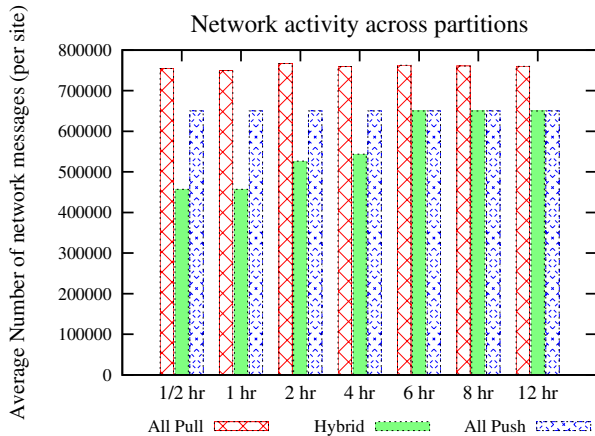 Network activity across partitions
Average Number of network messages (per site)
800000
700000
600000
500000
400000
300000
200000
100000
0
1/2 hr 1 hr 2 hr 4 hr 6 hr 8 hr 12 hr
All Pull Hybrid All Push